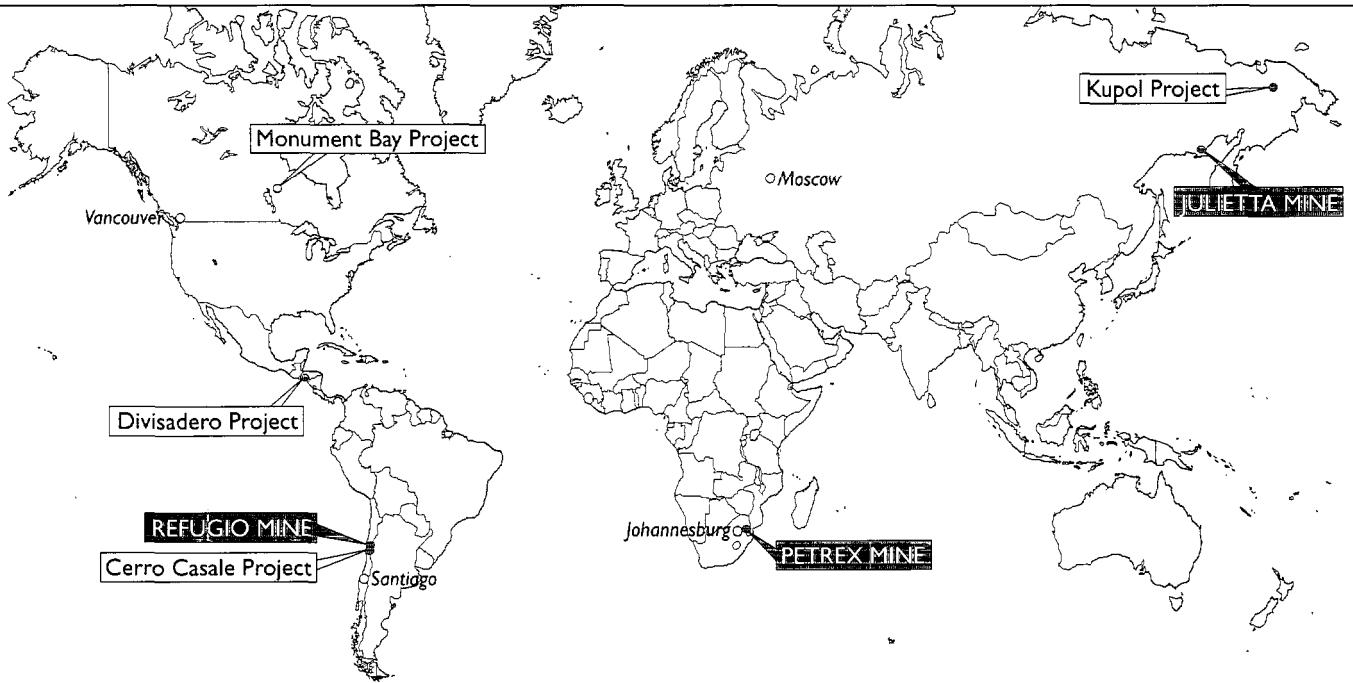 Kupol Project
Monument Bay Project
Moscow
JULIETTA MINE
Vancouver
Divisadero Project
REFUGIO MINE
Johannesburg
PETREX MINE
Cerro Casale Project
Santiago